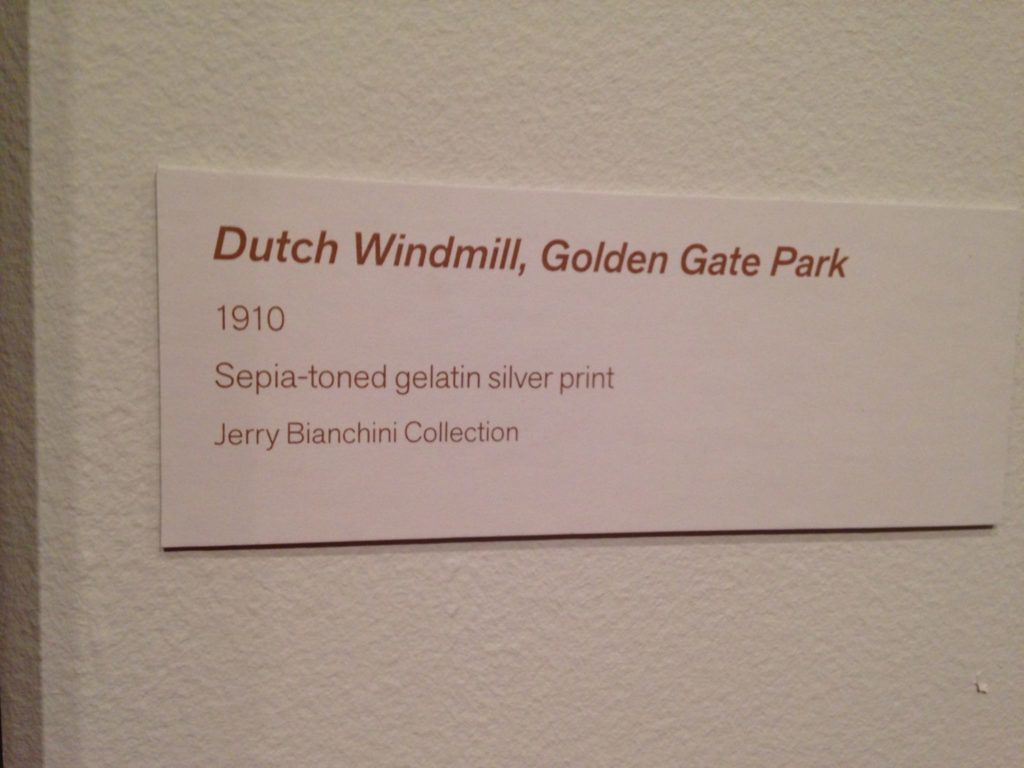 Dutch Windmill, Golden Gate Park
1910
Sepia-toned gelatin silver print
Jerry Bianchini Collection